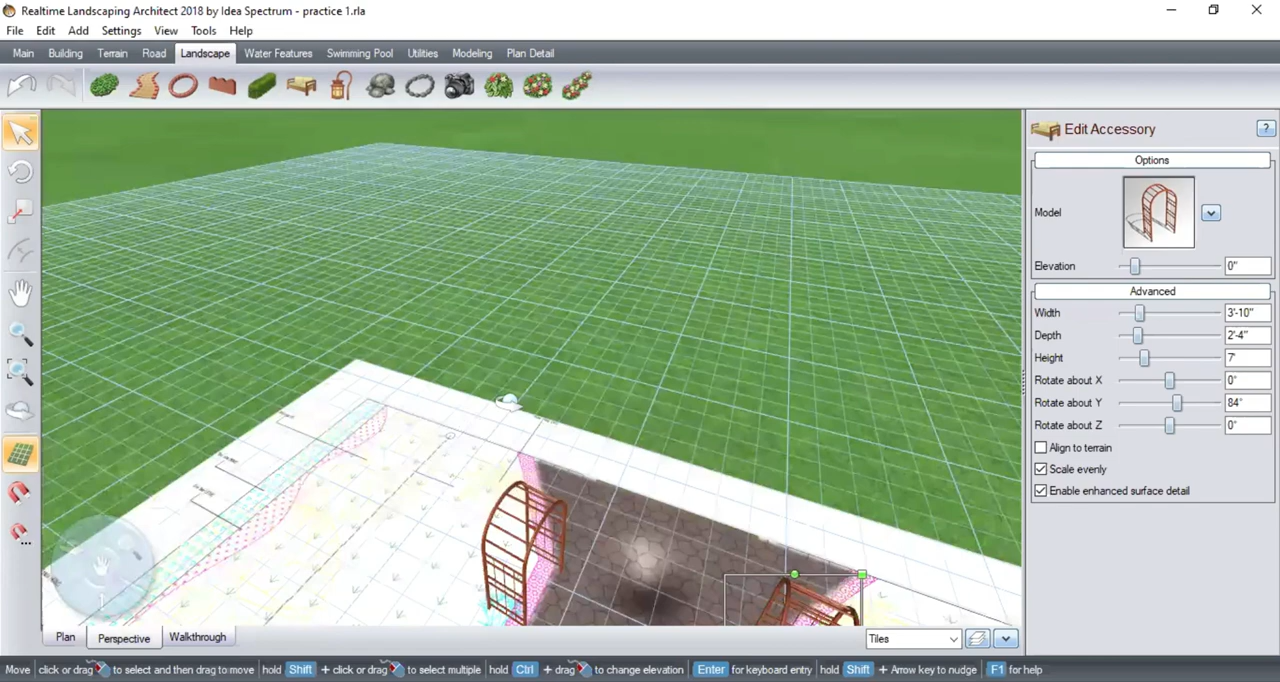 Realtime Landscaping Architect 2018 by Idea Spectrum - practice 1.rla
File Edit Add Settings View Tools Help
Main Building Terrain Road Landscape Water Features Swimming Pool Utilities Modeling Plan Detail
Edit Accessory ?
Options
Model
Elevation 0"
Advanced
Width 3'-10"
Depth 2'-4"
Height 7'
Rotate about X 0°
Rotate about Y 84°
Rotate about Z 0°
Align to terrain
Scale evenly
Enable enhanced surface detail
Plan Perspective Walkthrough Tiles
Move click or drag to select and then drag to move hold Shift + click or drag to select multiple hold Ctrl + drag to change elevation Enter for keyboard entry hold Shift + Arrow key to nudge F1 for help